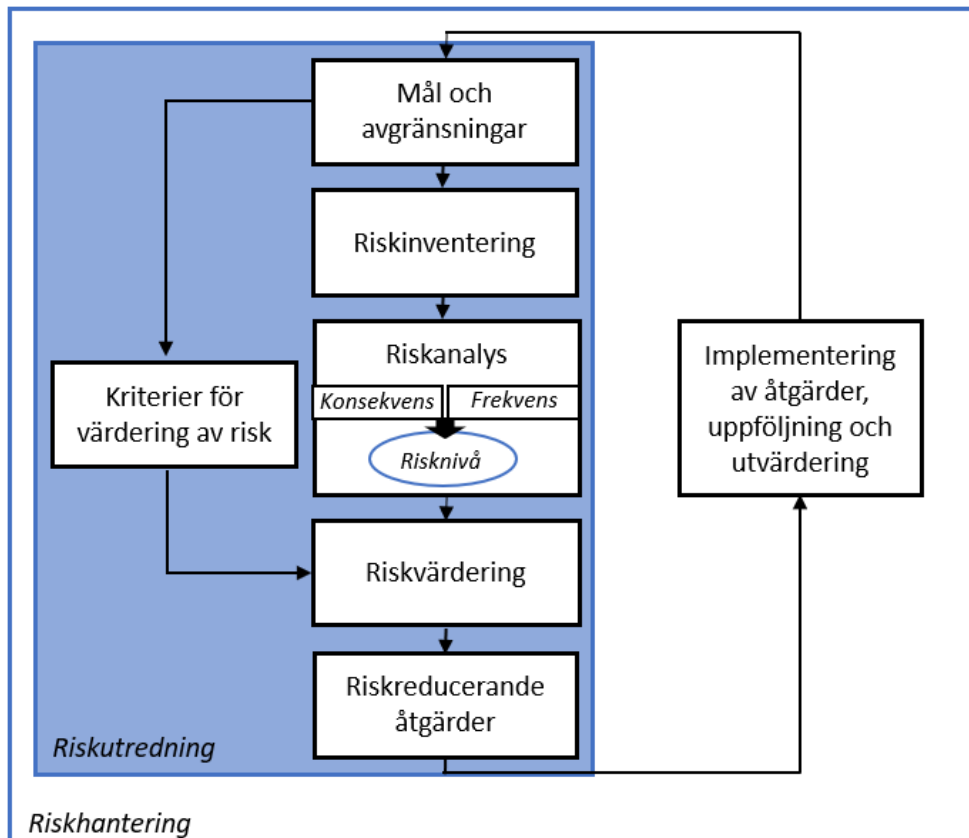 Mål och
avgränsningar
Riskinventering
Riskanalys
Konsekvens
Frekvens
Risknivå
Kriterier för
värdering av risk
Implementering
av åtgärder,
uppföljning och
utvärdering
Riskvärdering
Riskreducerande
åtgärder
Riskutredning
Riskhantering